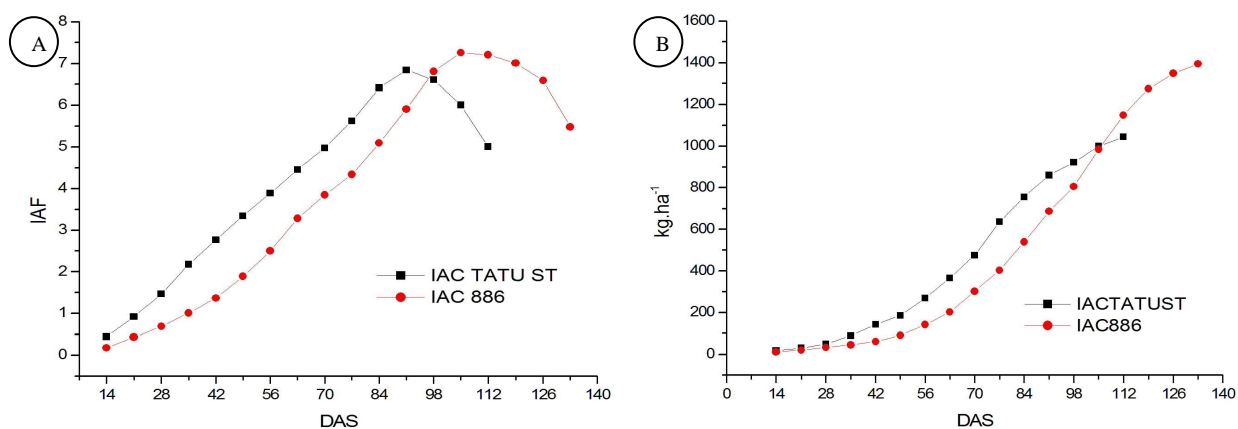 A
8
7
6
5
4
3
2
1
0
IAF
IAC TATU ST
IAC 886
14 28 42 56 70 84 98 112 126 140
DAS
B
1600
1400
1200
1000
800
600
400
200
0
kg.ha⁻¹
IACTATUST
IAC886
0 14 28 42 56 70 84 98 112 126 140
DAS